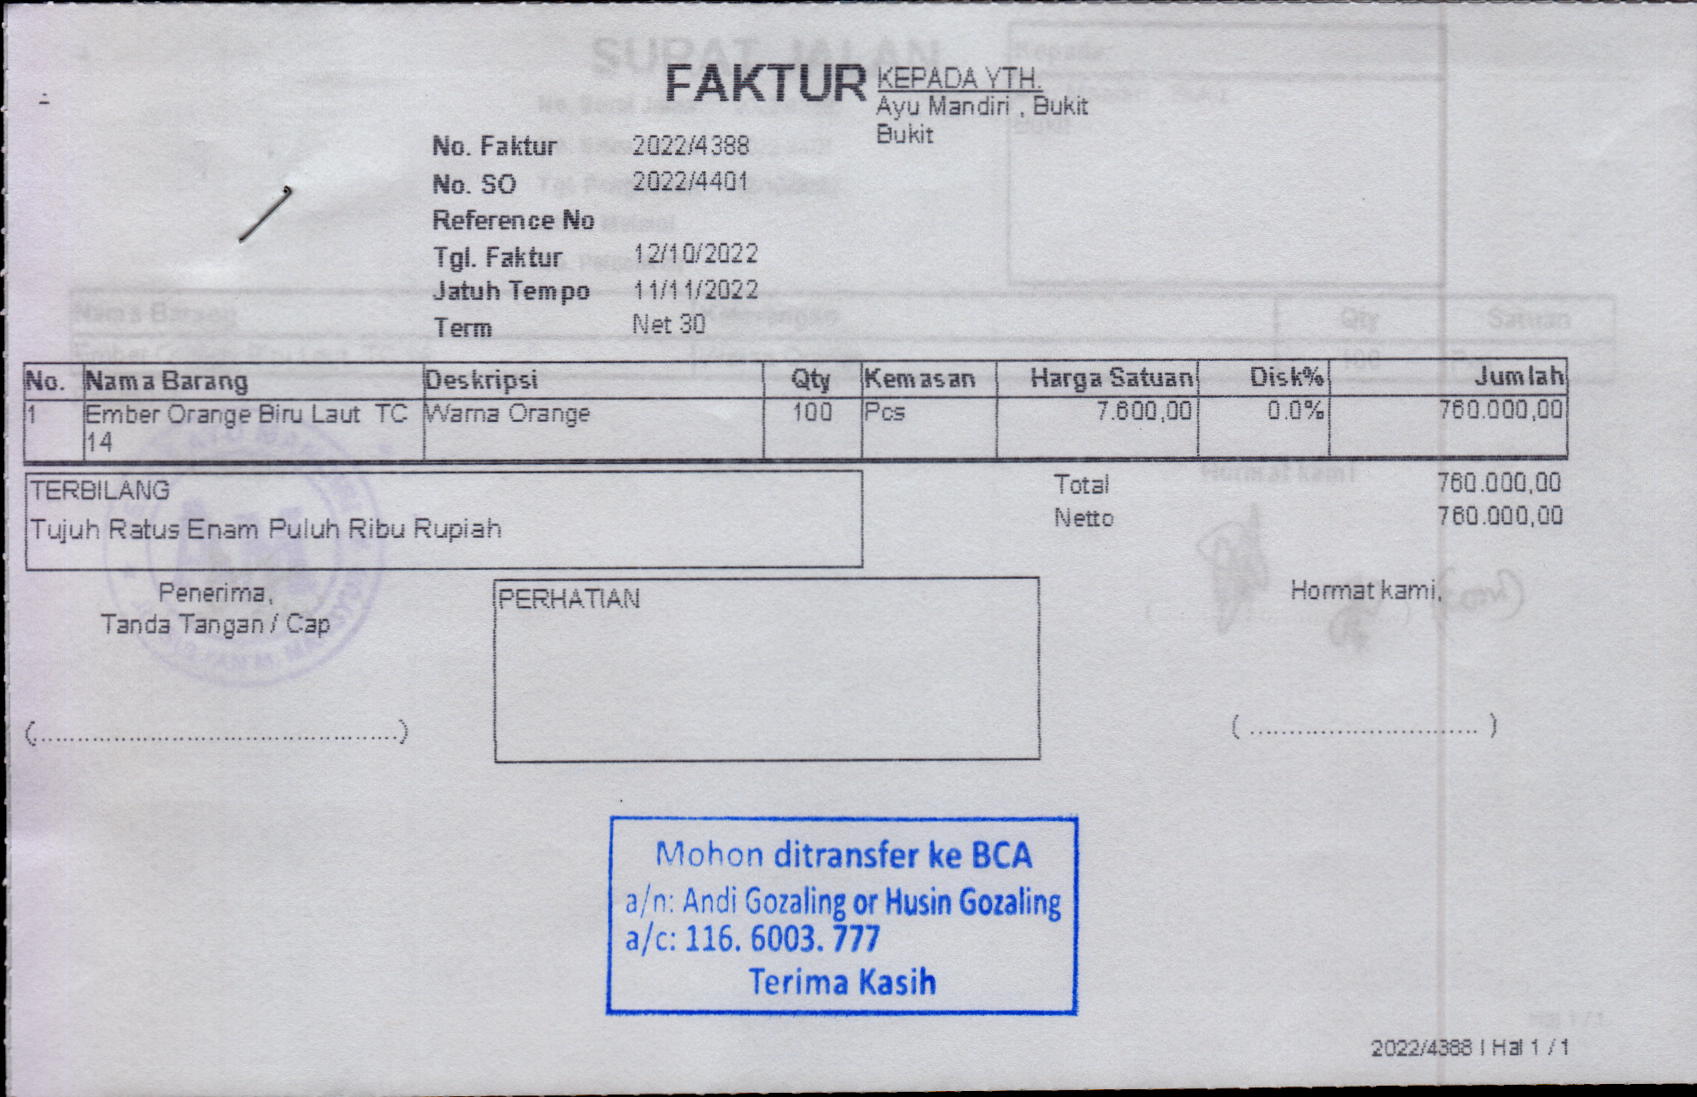 FAKTUR
KEPADA YTH.
Ayu Mandiri , Bukit
Bukit
No. Faktur 2022/4388
No. SO 2022/4401
Reference No
Tgl. Faktur 12/10/2022
Jatuh Tempo 11/11/2022
Term Net 30
No. Nama Barang Deskripsi Qty Kemasan Harga Satuan Disk% Jumlah
1 Ember Orange Biru Laut TC Warna Orange 100 Pcs 7.600,00 0.0% 760.000,00
14
TERBILANG
Tujuh Ratus Enam Puluh Ribu Rupiah
Total 760.000,00
Netto 760.000,00
Penerima,
Tanda Tangan / Cap
(..............................................)
PERHATIAN
Hormat kami,
( ............................. )
Mohon ditransfer ke BCA
a/n: Andi Gozaling or Husin Gozaling
a/c: 116. 6003. 777
Terima Kasih
2022/4388 | Hal 1 / 1